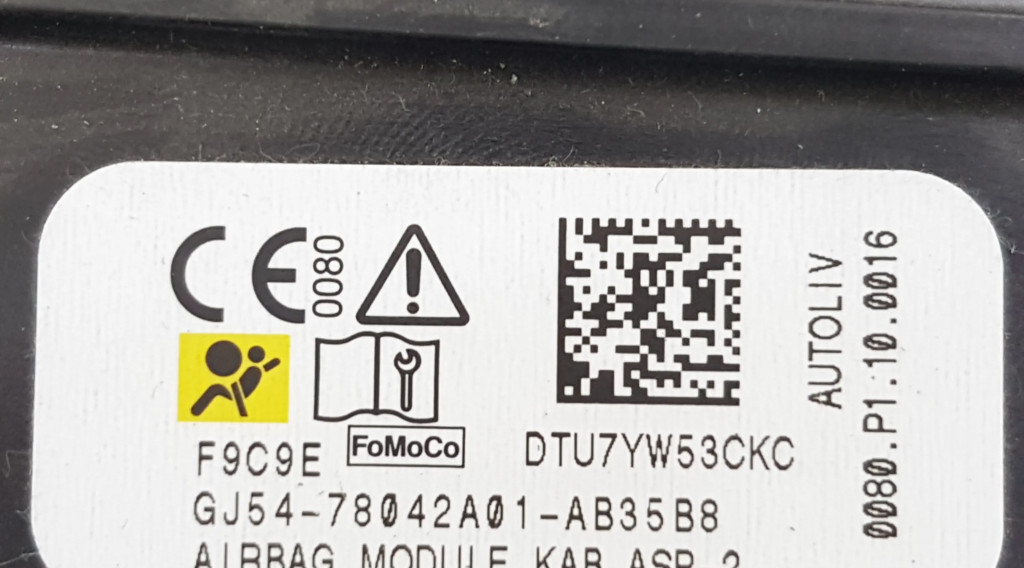 CE 0080
F9C9E
FoMoCo
DTU7YW53CKC
GJ54-78042A01-AB35B8
AIRBAG MODULE KAB ASP 2
AUTOLIV
0080.P1.10.0016